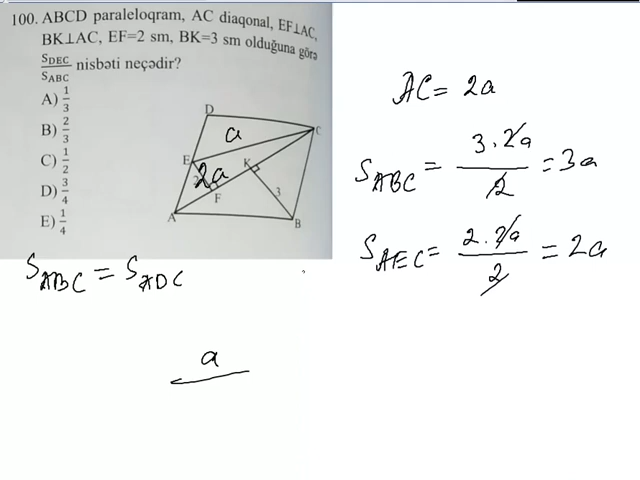 100. ABCD paraleloqram, AC diaqonal, EF⊥AC,
BK⊥AC, EF=2 sm, BK=3 sm olduğuna görə
S_DEC/S_ABC nisbəti neçədir?
A) 1/3
B) 2/3
C) 1/2
D) 3/4
E) 1/4
D
C
a
E
K
2a
3
F
A
B
AC = 2a
S_ABC = 3·2a/2 = 3a
S_AEC = 2·2a/2 = 2a
S_ABC = S_ADC
a